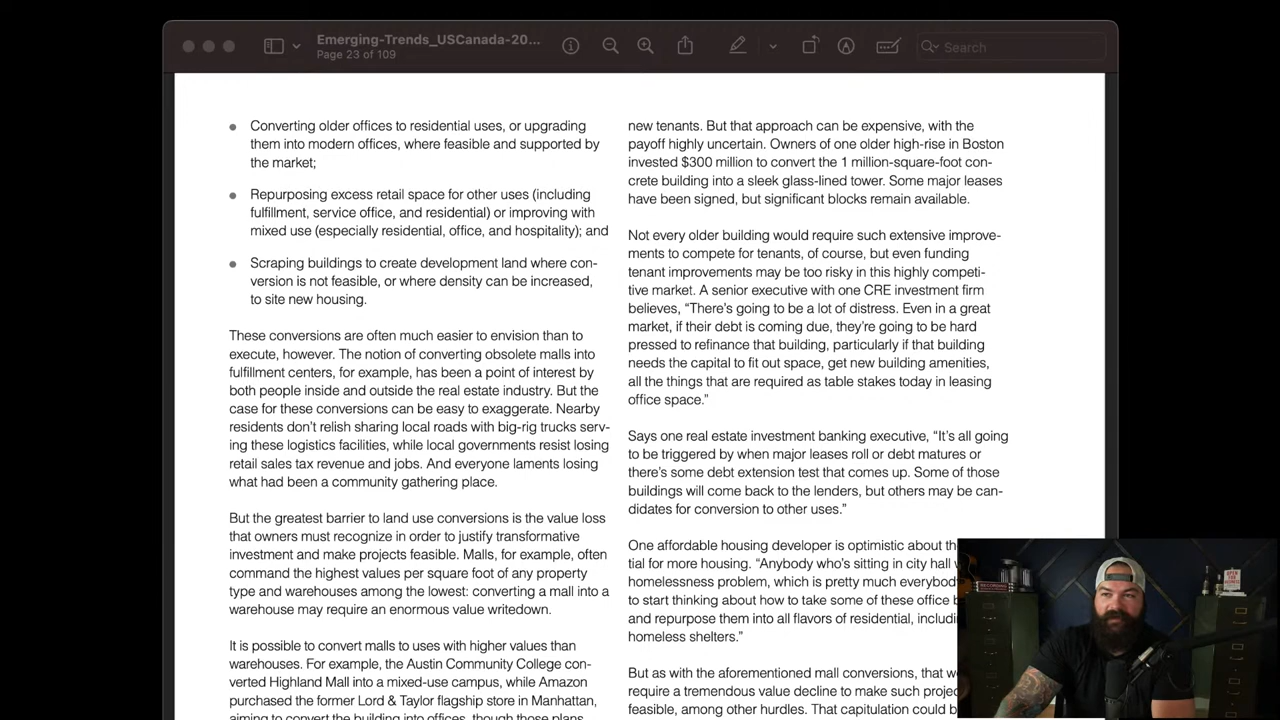 Emerging-Trends_USCanada-20...
Page 23 of 109
Search
Converting older offices to residential uses, or upgrading
them into modern offices, where feasible and supported by
the market;
Repurposing excess retail space for other uses (including
fulfillment, service office, and residential) or improving with
mixed use (especially residential, office, and hospitality); and
Scraping buildings to create development land where con-
version is not feasible, or where density can be increased,
to site new housing.
These conversions are often much easier to envision than to
execute, however. The notion of converting obsolete malls into
fulfillment centers, for example, has been a point of interest by
both people inside and outside the real estate industry. But the
case for these conversions can be easy to exaggerate. Nearby
residents don't relish sharing local roads with big-rig trucks serv-
ing these logistics facilities, while local governments resist losing
retail sales tax revenue and jobs. And everyone laments losing
what had been a community gathering place.
But the greatest barrier to land use conversions is the value loss
that owners must recognize in order to justify transformative
investment and make projects feasible. Malls, for example, often
command the highest values per square foot of any property
type and warehouses among the lowest: converting a mall into a
warehouse may require an enormous value writedown.
It is possible to convert malls to uses with higher values than
warehouses. For example, the Austin Community College con-
verted Highland Mall into a mixed-use campus, while Amazon
purchased the former Lord & Taylor flagship store in Manhattan,
aiming to convert the building into offices, though those plans
new tenants. But that approach can be expensive, with the
payoff highly uncertain. Owners of one older high-rise in Boston
invested $300 million to convert the 1 million-square-foot con-
crete building into a sleek glass-lined tower. Some major leases
have been signed, but significant blocks remain available.
Not every older building would require such extensive improve-
ments to compete for tenants, of course, but even funding
tenant improvements may be too risky in this highly competi-
tive market. A senior executive with one CRE investment firm
believes, "There's going to be a lot of distress. Even in a great
market, if their debt is coming due, they're going to be hard
pressed to refinance that building, particularly if that building
needs the capital to fit out space, get new building amenities,
all the things that are required as table stakes today in leasing
office space."
Says one real estate investment banking executive, "It's all going
to be triggered by when major leases roll or debt matures or
there's some debt extension test that comes up. Some of those
buildings will come back to the lenders, but others may be can-
didates for conversion to other uses."
One affordable housing developer is optimistic about
tial for more housing. "Anybody who's sitting in city hall
homelessness problem, which is pretty much everybod
to start thinking about how to take some of these office
and repurpose them into all flavors of residential, includi
homeless shelters."
But as with the aforementioned mall conversions, that
require a tremendous value decline to make such proje
feasible, among other hurdles. That capitulation could b